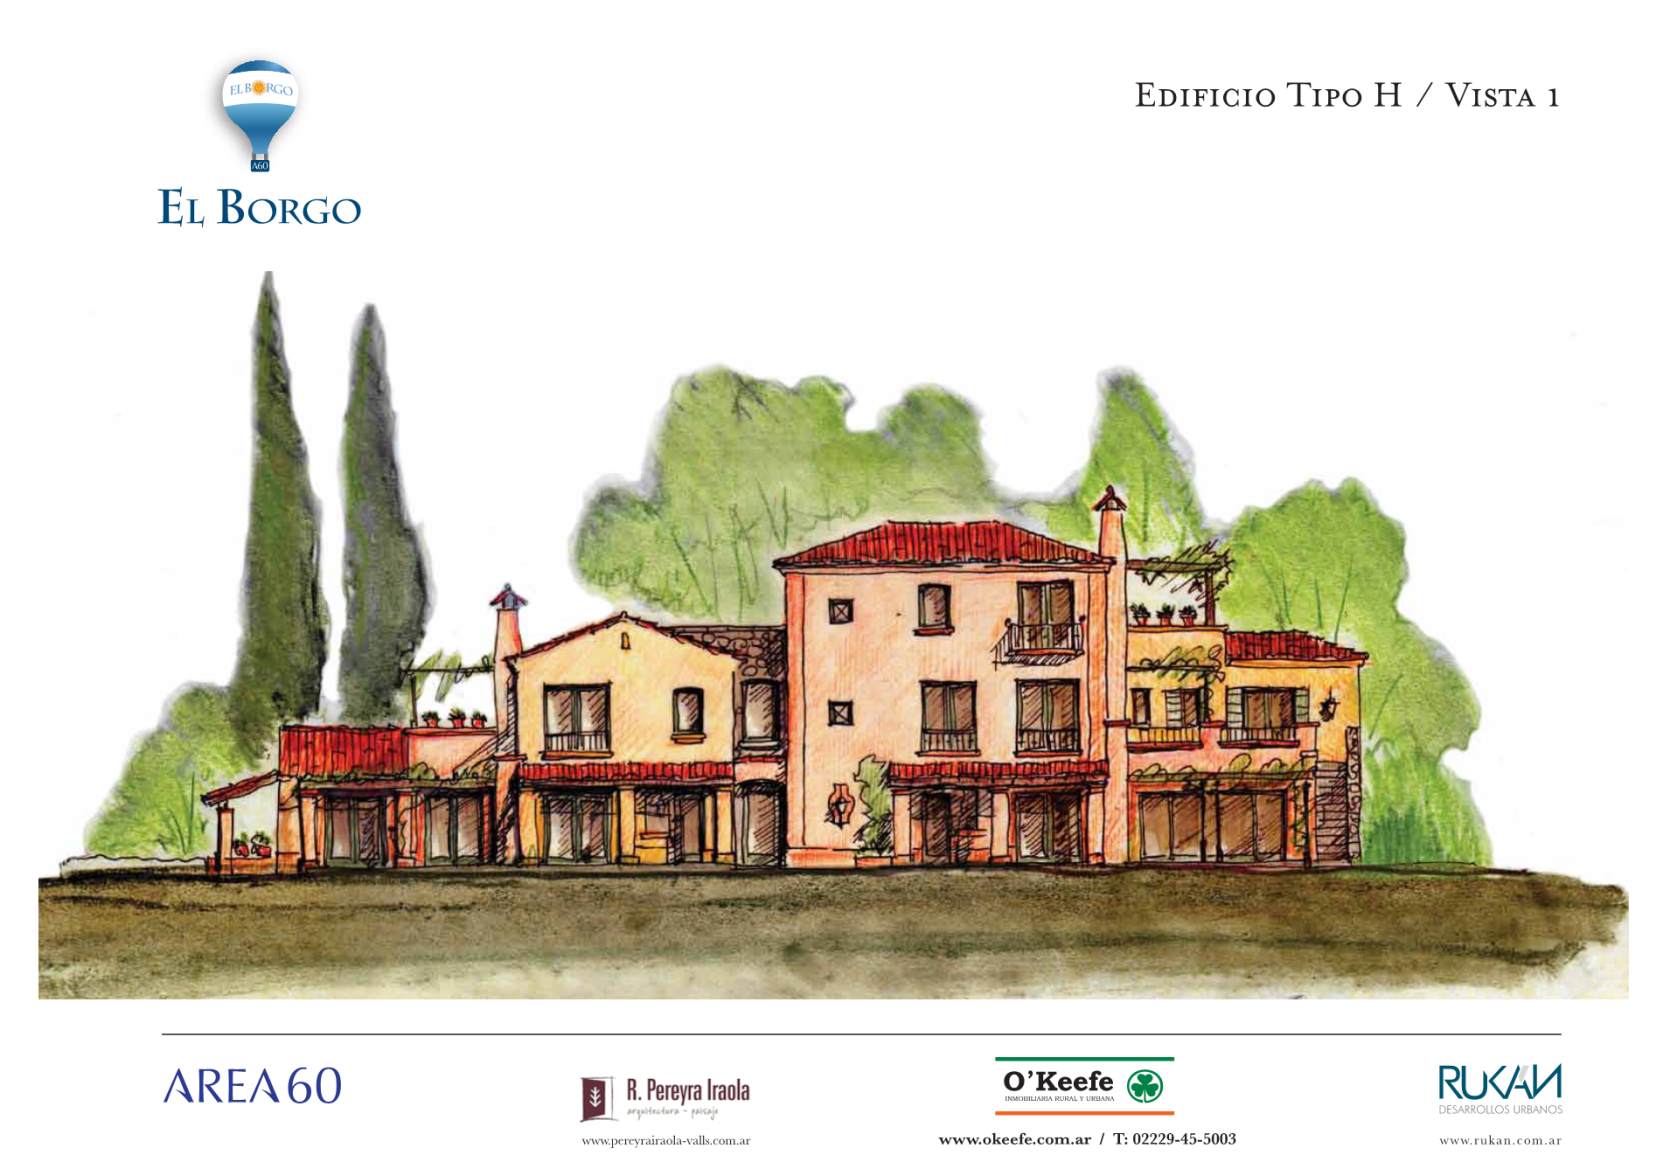 EL BORGO
A60
EL BORGO
EDIFICIO TIPO H / VISTA 1
AREA60
R. Pereyra Iraola
arquitectura - paisaje
www.pereyrairaola-valls.com.ar
O'Keefe
INMOBILIARIA RURAL Y URBANA
www.okeefe.com.ar / T: 02229-45-5003
RUKAN
DESARROLLOS URBANOS
www.rukan.com.ar